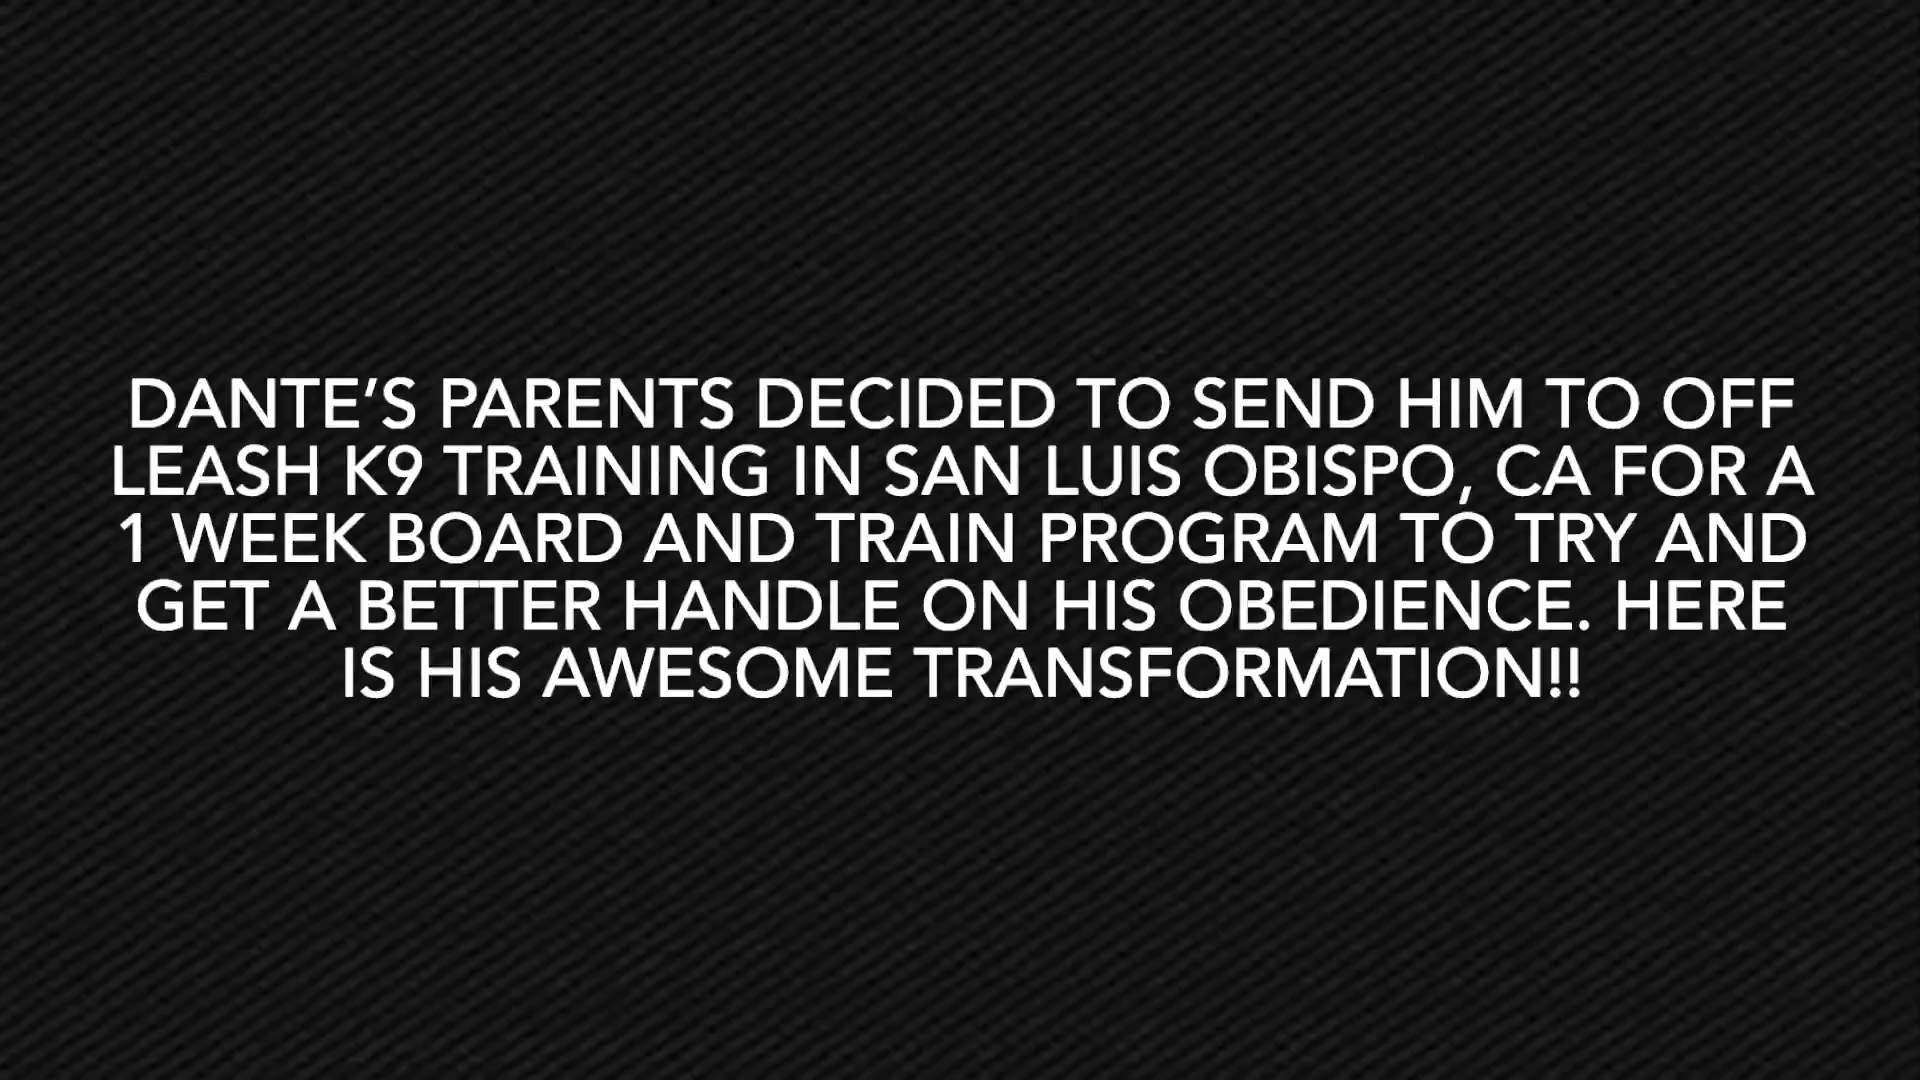 DANTE’S PARENTS DECIDED TO SEND HIM TO OFF
LEASH K9 TRAINING IN SAN LUIS OBISPO, CA FOR A
1 WEEK BOARD AND TRAIN PROGRAM TO TRY AND
GET A BETTER HANDLE ON HIS OBEDIENCE. HERE
IS HIS AWESOME TRANSFORMATION!!